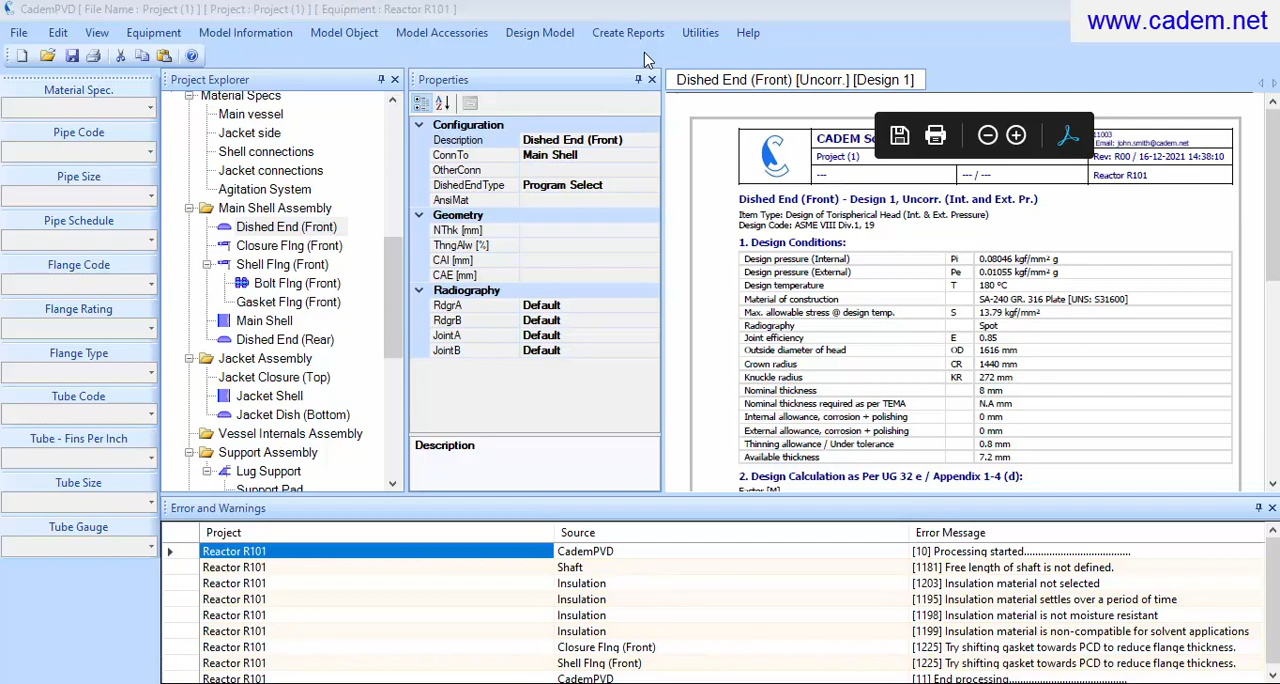 CademPVD [ File Name : Project (1) ] [ Project : Project (1) ] [ Equipment : Reactor R101 ]
www.cadem.net
File Edit View Equipment Model Information Model Object Model Accessories Design Model Create Reports Utilities Help
Material Spec.
Pipe Code
Pipe Size
Pipe Schedule
Flange Code
Flange Rating
Flange Type
Tube Code
Tube - Fins Per Inch
Tube Size
Tube Gauge
Project Explorer
Material Specs
Main vessel
Jacket side
Shell connections
Jacket connections
Agitation System
Main Shell Assembly
Dished End (Front)
Closure Flng (Front)
Shell Flng (Front)
Bolt Flng (Front)
Gasket Flng (Front)
Main Shell
Dished End (Rear)
Jacket Assembly
Jacket Closure (Top)
Jacket Shell
Jacket Dish (Bottom)
Vessel Internals Assembly
Support Assembly
Lug Support
Support Pad
Properties
Configuration
Description Dished End (Front)
ConnTo Main Shell
OtherConn
DishedEndType Program Select
AnsiMat
Geometry
NThk [mm]
ThngAlw [%]
CAI [mm]
CAE [mm]
Radiography
RdgrA Default
RdgrB Default
JointA Default
JointB Default
Description
Dished End (Front) [Uncorr.] [Design 1]
CADEM So
11003
Email: john.smith@cadem.net
Project (1) Rev: R00 / 16-12-2021 14:38:10
--- --- / --- Reactor R101
Dished End (Front) - Design 1, Uncorr. (Int. and Ext. Pr.)
Item Type: Design of Torispherical Head (Int. & Ext. Pressure)
Design Code: ASME VIII Div.1, 19
1. Design Conditions:
Design pressure (Internal) Pi 0.08046 kgf/mm² g
Design pressure (External) Pe 0.01055 kgf/mm² g
Design temperature T 180 ºC
Material of construction SA-240 GR. 316 Plate [UNS: S31600]
Max. allowable stress @ design temp. S 13.79 kgf/mm²
Radiography Spot
Joint efficiency E 0.85
Outside diameter of head OD 1616 mm
Crown radius CR 1440 mm
Knuckle radius KR 272 mm
Nominal thickness 8 mm
Nominal thickness required as per TEMA N.A mm
Internal allowance, corrosion + polishing 0 mm
External allowance, corrosion + polishing 0 mm
Thinning allowance / Under tolerance 0.8 mm
Available thickness 7.2 mm
2. Design Calculation as Per UG 32 e / Appendix 1-4 (d):
Factor [M]
Error and Warnings
Project Source Error Message
Reactor R101 CademPVD [10] Processing started......................................
Reactor R101 Shaft [1181] Free length of shaft is not defined.
Reactor R101 Insulation [1203] Insulation material not selected
Reactor R101 Insulation [1195] Insulation material settles over a period of time
Reactor R101 Insulation [1198] Insulation material is not moisture resistant
Reactor R101 Insulation [1199] Insulation material is non-compatible for solvent applications
Reactor R101 Closure Flng (Front) [1225] Try shifting gasket towards PCD to reduce flange thickness.
Reactor R101 Shell Flng (Front) [1225] Try shifting gasket towards PCD to reduce flange thickness.
Reactor R101 CademPVD [11] End processing......................................